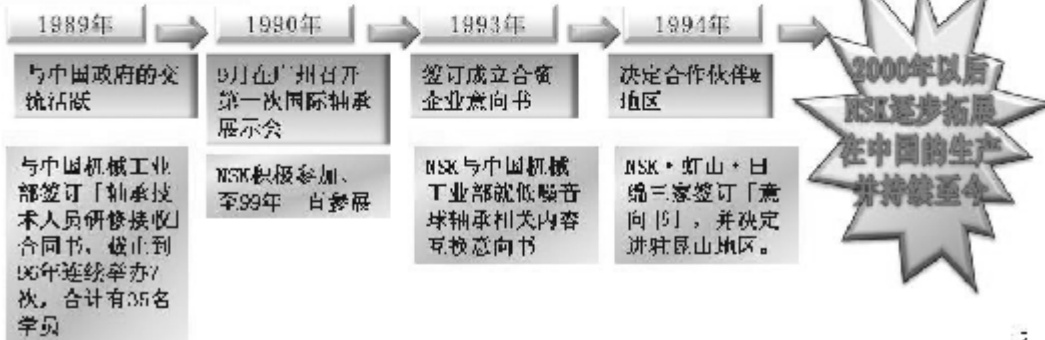 1989年
1990年
1993年
1994年
与中国政府的交
流活跃
9月在广州召开
第一次国际轴承
展示会
签订成立合资
企业意向书
决定合作伙伴&
地区
2000年以后
NSK逐步拓展
在中国的生产
并持续至今
与中国机械工业
部签订「轴承技
术人员研修接收」
合同书，截止到
96年连续举办7
次，合计有35名
学员
NSK积极参加、
至99年一直参展
NSK与中国机械
工业部就低噪音
球轴承相关内容
互换意向书
NSK・虹山・日
绵三家签订「意
向书」，并决定
进驻昆山地区。